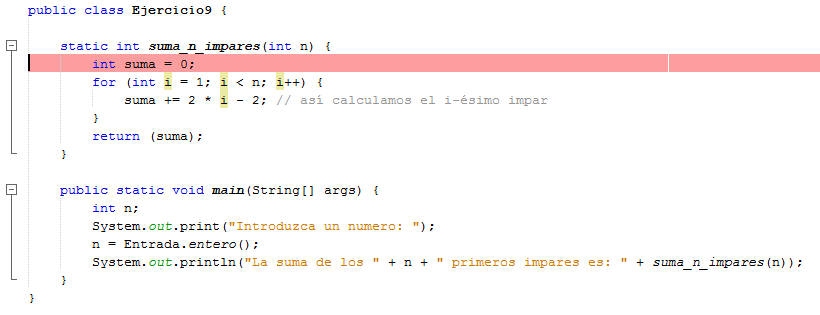 public class Ejercicio9 {
static int suma_n_impares(int n) {
int suma = 0;
for (int i = 1; i < n; i++) {
suma += 2 * i - 2; // así calculamos el i-ésimo impar
}
return (suma);
}
public static void main(String[] args) {
int n;
System.out.print("Introduzca un numero: ");
n = Entrada.entero();
System.out.println("La suma de los " + n + " primeros impares es: " + suma_n_impares(n));
}
}